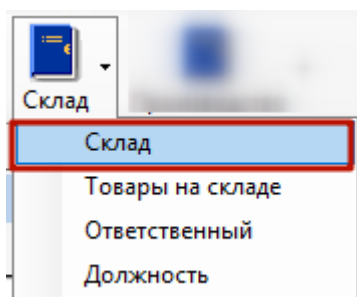 Склад
Склад
Товары на складе
Ответственный
Должность